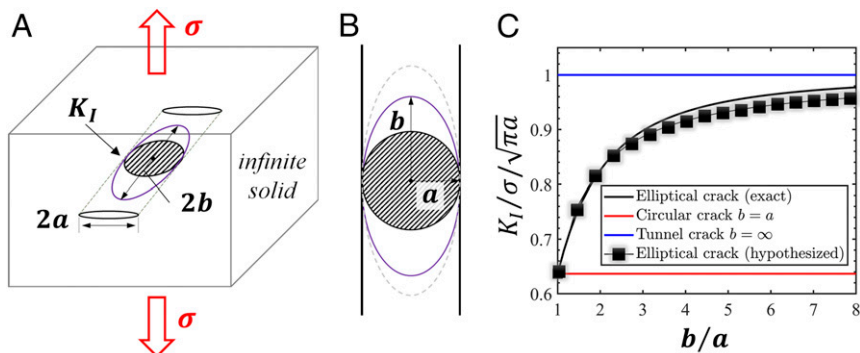 A
σ
K_I
2a
2b
infinite
solid
σ
B
b
a
C
K_I/σ/√πa
1
0.9
0.8
0.7
0.6
Elliptical crack (exact)
Circular crack b = a
Tunnel crack b = ∞
Elliptical crack (hypothesized)
1 2 3 4 5 6 7 8
b/a